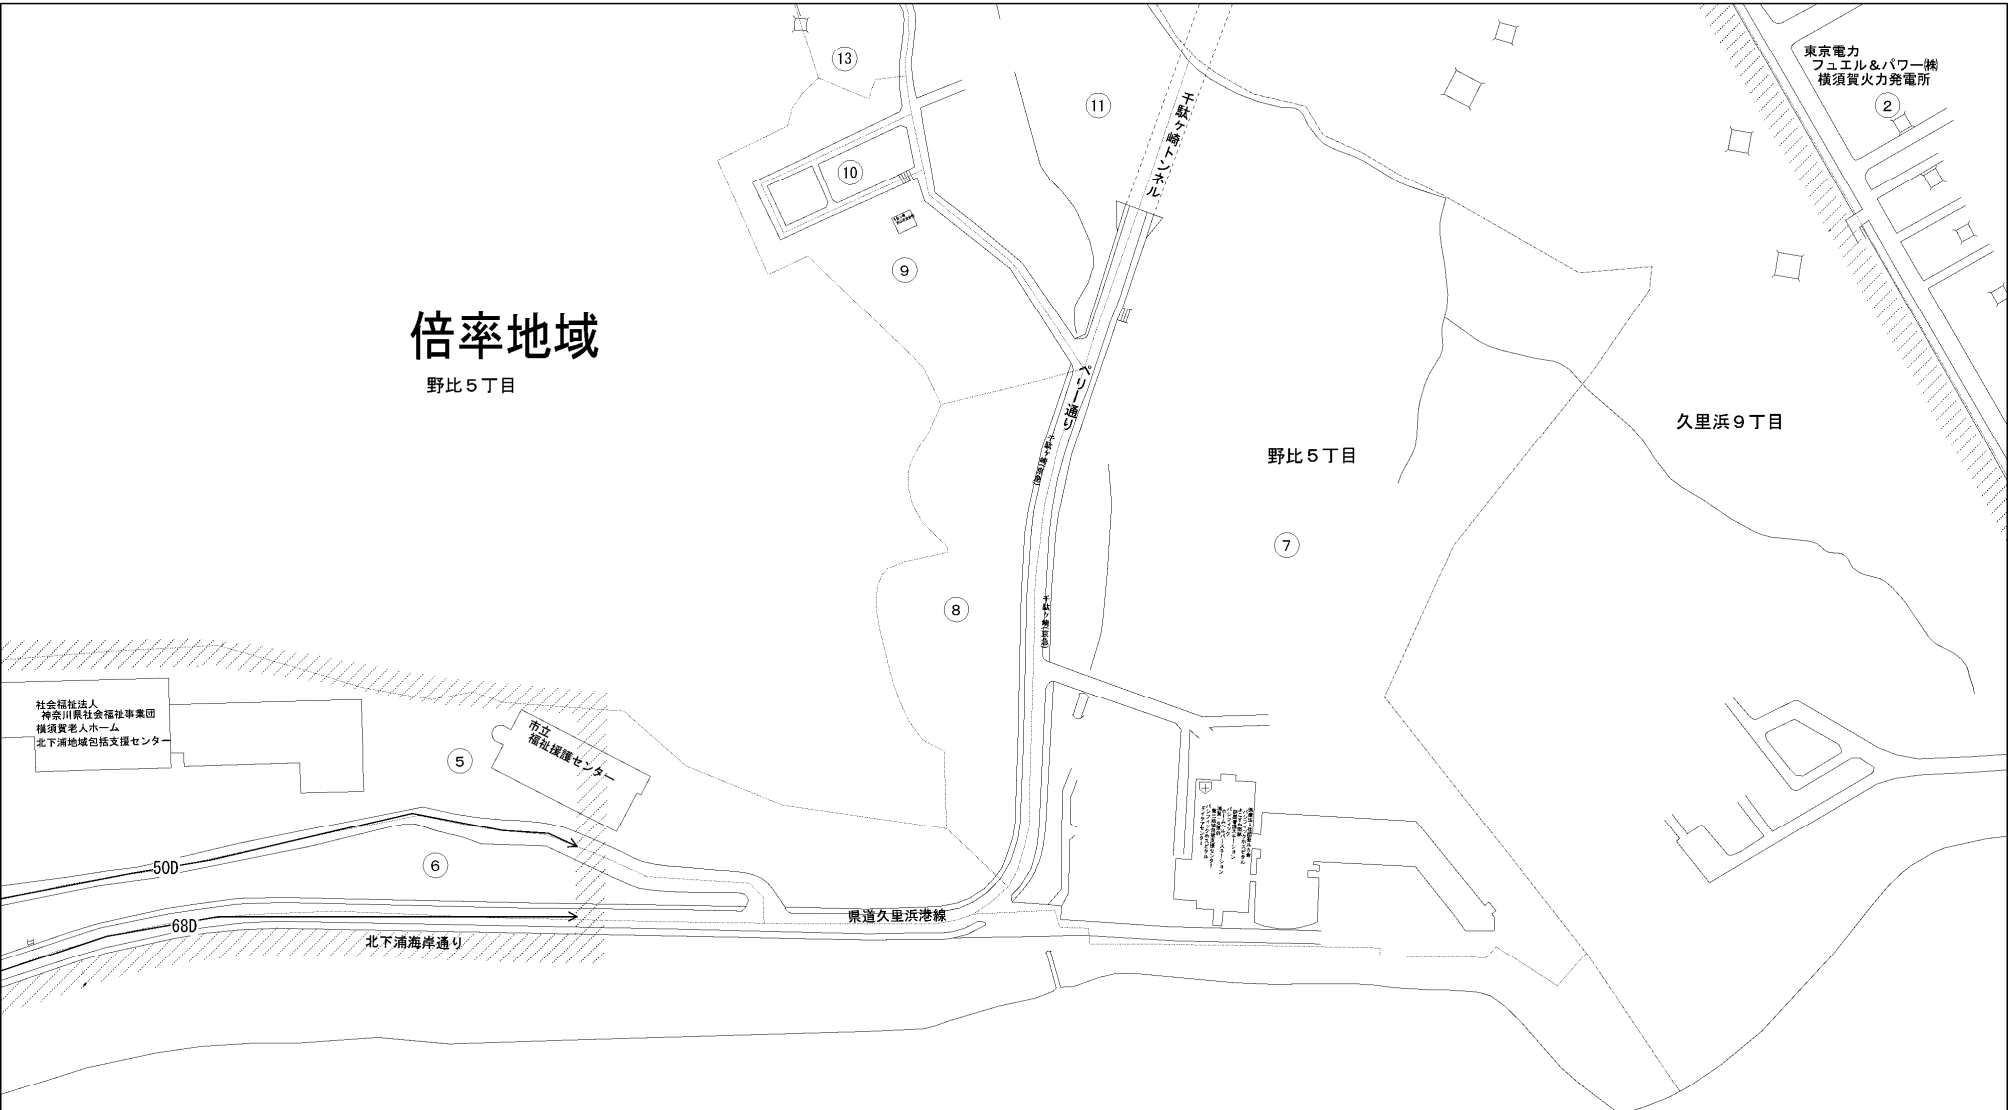 13
11
東京電力
フュエル&パワー㈱
横須賀火力発電所
2
千駄ヶ崎トンネル
10
9
倍率地域
野比5丁目
ペリー通り
久里浜9丁目
野比5丁目
7
8
社会福祉法人
神奈川県社会福祉事業団
横須賀老人ホーム
北下浦地域包括支援センター
5
市立
福祉援護センター
50D
6
68D
県道久里浜港線
北下浦海岸通り